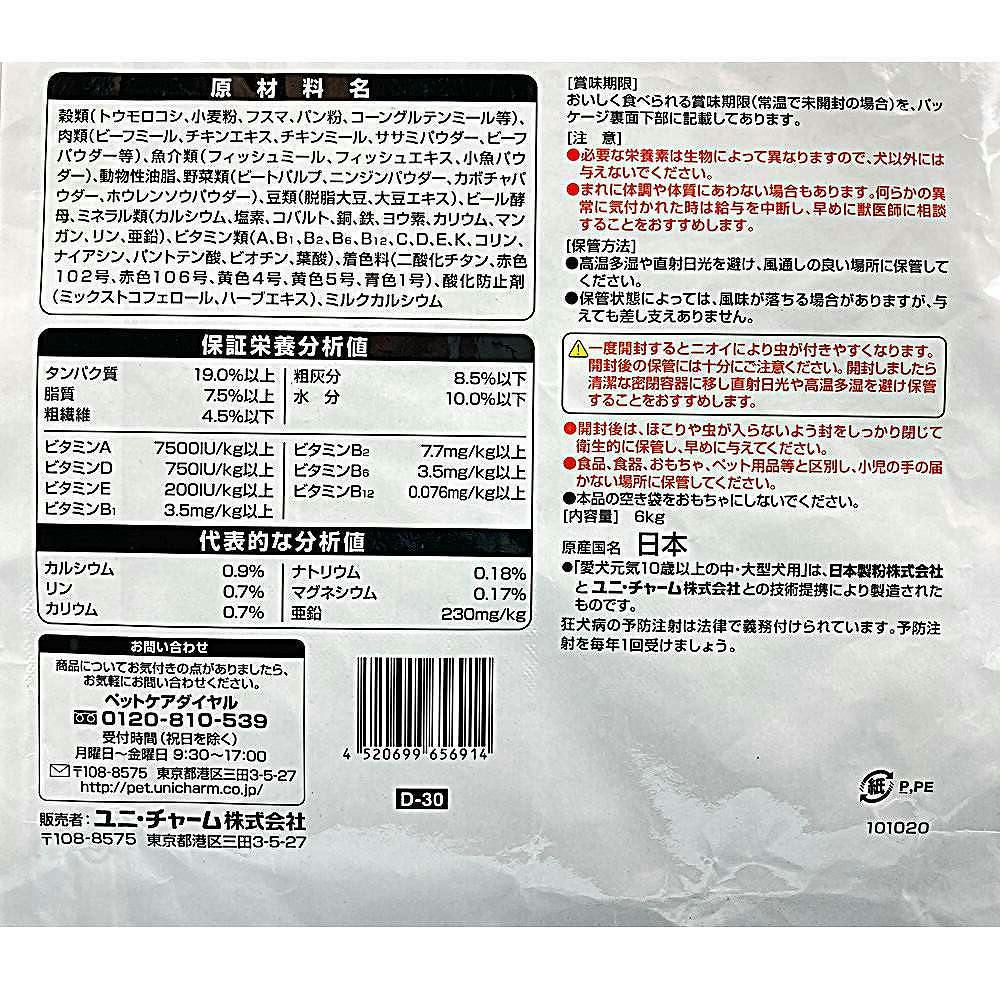 原材料名
穀類(トウモロコシ、小麦粉、フスマ、パン粉、コーングルテンミール等)、
肉類(ビーフミール、チキンエキス、チキンミール、ササミパウダー、ビーフ
パウダー等)、魚介類(フィッシュミール、フィッシュエキス、小魚パウ
ダー)、動物性油脂、野菜類(ビートパルプ、ニンジンパウダー、カボチャパ
ウダー、ホウレンソウパウダー)、豆類(脱脂大豆、大豆エキス)、ビール酵
母、ミネラル類(カルシウム、塩素、コバルト、銅、鉄、ヨウ素、カリウム、マン
ガン、リン、亜鉛)、ビタミン類(A、B1、B2、B6、B12、C、D、E、K、コリン、
ナイアシン、パントテン酸、ビオチン、葉酸)、着色料(二酸化チタン、赤色
102号、赤色106号、黄色4号、黄色5号、青色1号)、酸化防止剤
(ミックストコフェロール、ハーブエキス)、ミルクカルシウム
保証栄養分析値
タンパク質 19.0%以上 粗灰分 8.5%以下
脂質 7.5%以上 水分 10.0%以下
粗繊維 4.5%以下
ビタミンA 7500IU/kg以上 ビタミンB2 7.7mg/kg以上
ビタミンD 750IU/kg以上 ビタミンB6 3.5mg/kg以上
ビタミンE 200IU/kg以上 ビタミンB12 0.076mg/kg以上
ビタミンB1 3.5mg/kg以上
代表的な分析値
カルシウム 0.9% ナトリウム 0.18%
リン 0.7% マグネシウム 0.17%
カリウム 0.7% 亜鉛 230mg/kg
お問い合わせ
商品についてお気付きの点がありましたら、
お気軽にお問い合わせください。
ペットケアダイヤル
0120-810-539
受付時間(祝日を除く)
月曜日〜金曜日 9:30〜17:00
〒108-8575 東京都港区三田3-5-27
http://pet.unicharm.co.jp/
販売者:ユニ・チャーム株式会社
〒108-8575 東京都港区三田3-5-27
4 520699 656914
D-30
[賞味期限]
おいしく食べられる賞味期限(常温で未開封の場合)を、パッ
ケージ裏面下部に記載してあります。
[注 意]
●必要な栄養素は生物によって異なりますので、犬以外には
与えないでください。
●まれに体調や体質にあわない場合もあります。何らかの異
常に気付かれた時は給与を中断し、早めに獣医師に相談
することをおすすめします。
[保管方法]
●高温多湿や直射日光を避け、風通しの良い場所に保管して
ください。
●保管状態によっては、風味が落ちる場合がありますが、与
えても差し支えありません。
一度開封するとニオイにより虫が付きやすくなります。
開封後の保管には十分にご注意ください。開封しましたら
清潔な密閉容器に移し直射日光や高温多湿を避け保管
することをおすすめします。
●開封後は、ほこりや虫が入らないよう封をしっかり閉じて
衛生的に保管し、早めに与えてください。
●食品、食器、おもちゃ、ペット用品等と区別し、小児の手の届
かない場所に保管してください。
●本品の空き袋をおもちゃにしないでください。
[内容量] 6kg
原産国名 日本
●「愛犬元気10歳以上の中・大型犬用」は、日本製粉株式会社
とユニ・チャーム株式会社との技術提携により製造された
ものです。
狂犬病の予防注射は法律で義務付けられています。予防注
射を毎年1回受けましょう。
紙 P,PE
101020